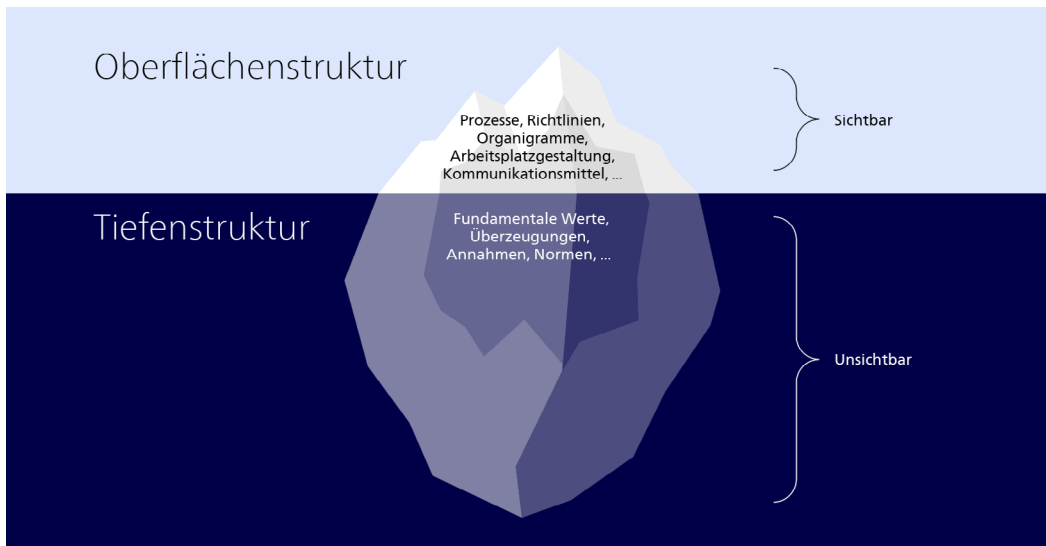 Oberflächenstruktur
Prozesse, Richtlinien,
Organigramme,
Arbeitsplatzgestaltung,
Kommunikationsmittel, ...
Sichtbar
Tiefenstruktur
Fundamentale Werte,
Überzeugungen,
Annahmen, Normen, ...
Unsichtbar